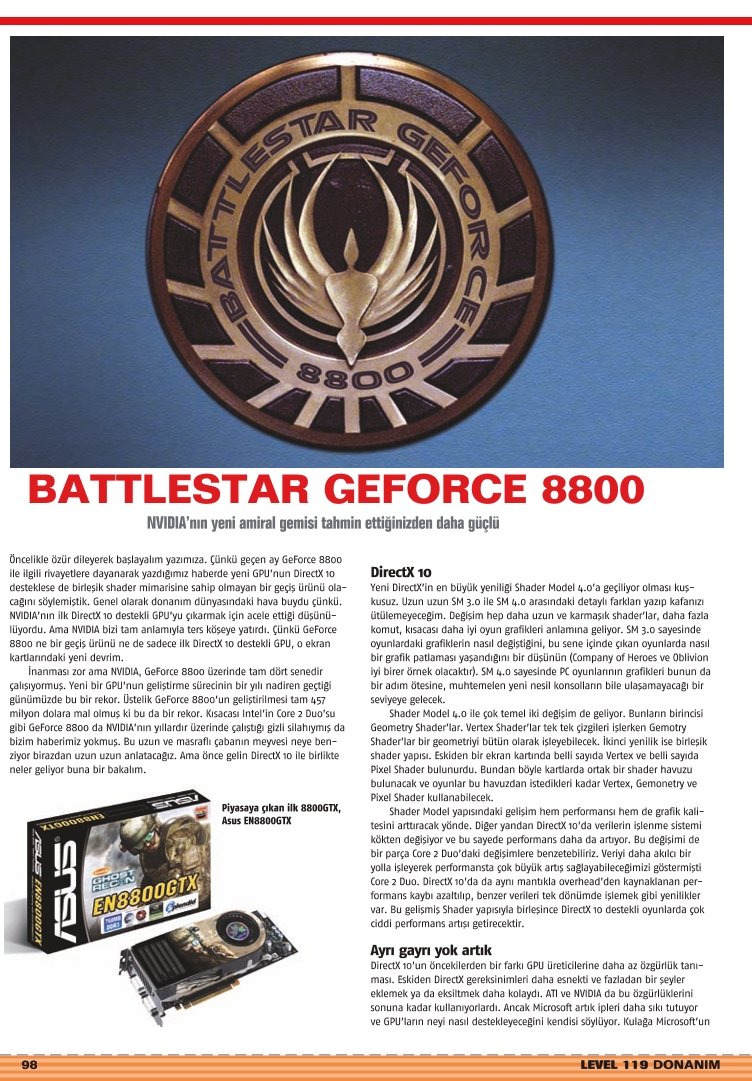 BATTLESTAR GEFORCE
8800
BATTLESTAR GEFORCE 8800
NVIDIA'nın yeni amiral gemisi tahmin ettiğinizden daha güçlü
Öncelikle özür dileyerek başlayalım yazımıza. Çünkü geçen ay GeForce 8800
ile ilgili rivayetlere dayanarak yazdığımız haberde yeni GPU'nun DirectX 10
desteklese de birleşik shader mimarisine sahip olmayan bir geçiş ürünü ola-
cağını söylemiştik. Genel olarak donanım dünyasındaki hava buydu çünkü.
NVIDIA'nın ilk DirectX 10 destekli GPU'yu çıkarmak için acele ettiği düşünü-
lüyordu. Ama NVIDIA bizi tam anlamıyla ters köşeye yatırdı. Çünkü GeForce
8800 ne bir geçiş ürünü ne de sadece ilk DirectX 10 destekli GPU, o ekran
kartlarındaki yeni devrim.
İnanması zor ama NVIDIA, GeForce 8800 üzerinde tam dört senedir
çalışıyormuş. Yeni bir GPU'nun geliştirme sürecinin bir yılı nadiren geçtiği
günümüzde bu bir rekor. Üstelik GeForce 8800'un geliştirilmesi tam 457
milyon dolara mal olmuş ki bu da bir rekor. Kısacası Intel'in Core 2 Duo'su
gibi GeForce 8800 da NVIDIA'nın yıllardır üzerinde çalıştığı gizli silahıymış da
bizim haberimiz yokmuş. Bu uzun ve masraflı çabanın meyvesi neye ben-
ziyor birazdan uzun uzun anlatacağız. Ama önce gelin DirectX 10 ile birlikte
neler geliyor buna bir bakalım.
Piyasaya çıkan ilk 8800GTX,
Asus EN8800GTX
ASUS
EN8800GTX
ASUS EN8800GTX
GHOST
RECON
EN8800GTX
768MB
DDR3
Splendid
DirectX 10
Yeni DirectX'in en büyük yeniliği Shader Model 4.0'a geçiliyor olması kuş-
kusuz. Uzun uzun SM 3.0 ile SM 4.0 arasındaki detaylı farkları yazıp kafanızı
ütülemeyeceğim. Değişim hep daha uzun ve karmaşık shader'lar, daha fazla
komut, kısacası daha iyi oyun grafikleri anlamına geliyor. SM 3.0 sayesinde
oyunlardaki grafiklerin nasıl değiştiğini, bu sene içinde çıkan oyunlarda nasıl
bir grafik patlaması yaşandığını bir düşünün (Company of Heroes ve Oblivion
iyi birer örnek olacaktır). SM 4.0 sayesinde PC oyunlarının grafikleri bunun da
bir adım ötesine, muhtemelen yeni nesil konsolların bile ulaşamayacağı bir
seviyeye gelecek.
Shader Model 4.0 ile çok temel iki değişim de geliyor. Bunların birincisi
Geometry Shader'lar. Vertex Shader'lar tek tek çizgileri işlerken Gemotry
Shader'lar bir geometriyi bütün olarak işleyebilecek. İkinci yenilik ise birleşik
shader yapısı. Eskiden bir ekran kartında belli sayıda Vertex ve belli sayıda
Pixel Shader bulunurdu. Bundan böyle kartlarda ortak bir shader havuzu
bulunacak ve oyunlar bu havuzdan istedikleri kadar Vertex, Gemonetry ve
Pixel Shader kullanabilecek.
Shader Model yapısındaki gelişim hem performansı hem de grafik kali-
tesini arttıracak yönde. Diğer yandan DirectX 10'da verilerin işlenme sistemi
kökten değişiyor ve bu sayede performans daha da artıyor. Bu değişimi de
bir parça Core 2 Duo'daki değişimlere benzetebiliriz. Veriyi daha akılcı bir
yolla işleyerek performansta çok büyük artış sağlayabileceğimizi göstermişti
Core 2 Duo. DirectX 10'da da aynı mantıkla overhead'den kaynaklanan per-
formans kaybı azaltılıp, benzer verileri tek dönümde işlemek gibi yenilikler
var. Bu gelişmiş Shader yapısıyla birleşince DirectX 10 destekli oyunlarda çok
ciddi performans artışı getirecektir.
Ayrı gayrı yok artık
DirectX 10'un öncekilerden bir farkı GPU üreticilerine daha az özgürlük tanı-
ması. Eskiden DirectX gereksinimleri daha esnekti ve fazladan bir şeyler
eklemek ya da eksiltmek daha kolaydı. ATI ve NVIDIA da bu özgürlüklerini
sonuna kadar kullanıyorlardı. Ancak Microsoft artık ipleri daha sıkı tutuyor
ve GPU'ların neyi nasıl destekleyeceğini kendisi söylüyor. Kulağa Microsoft'un
98
LEVEL 119 DONANIM